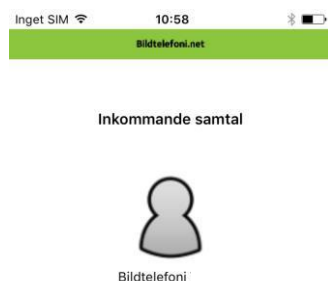 Inget SIM 10:58
Bildtelefoni.net
Inkommande samtal
Bildtelefoni